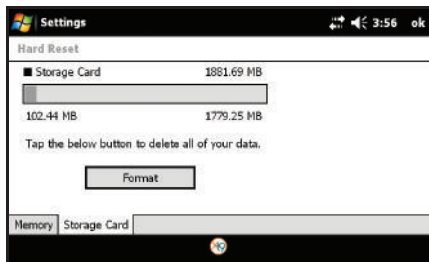 Settings 3:56 ok
Hard Reset
Storage Card 1881.69 MB
102.44 MB 1779.25 MB
Tap the below button to delete all of your data.
Format
Memory Storage Card